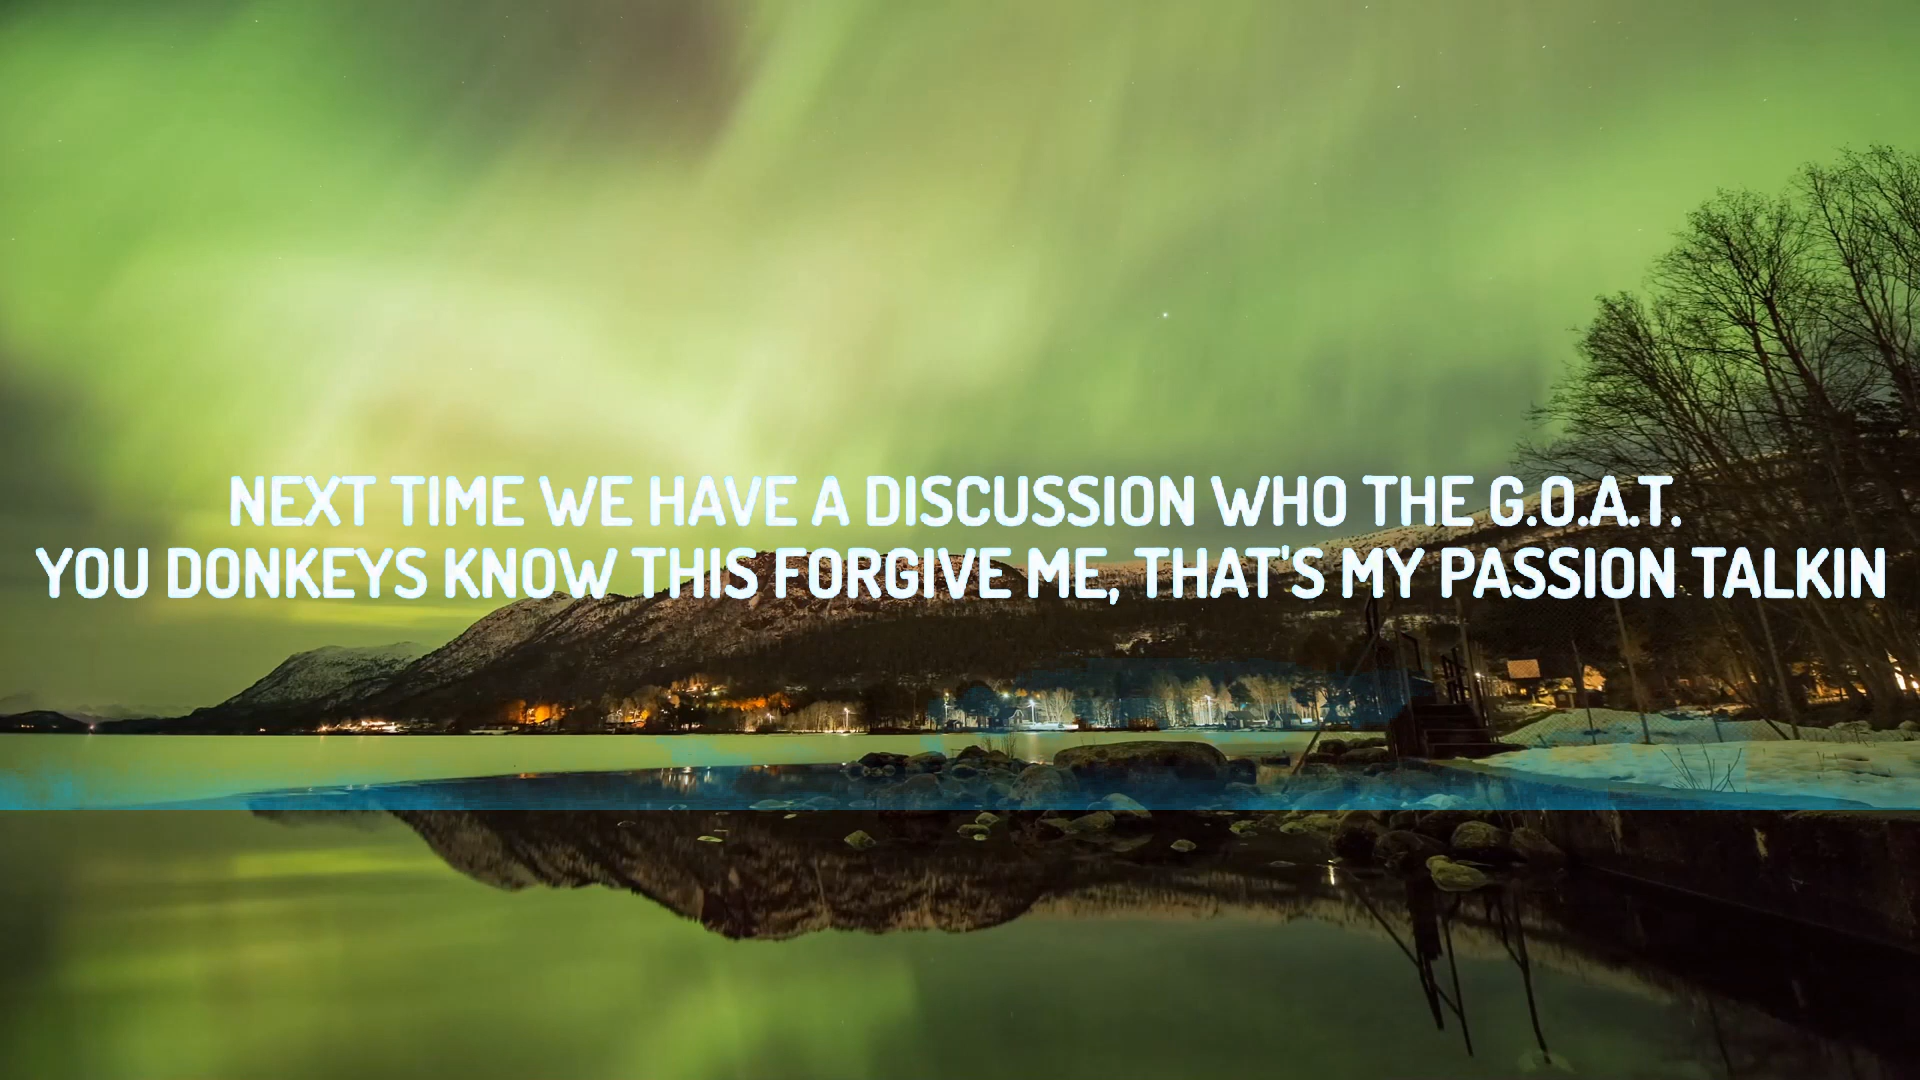 NEXT TIME WE HAVE A DISCUSSION WHO THE G.O.A.T.
YOU DONKEYS KNOW THIS FORGIVE ME, THAT'S MY PASSION TALKIN